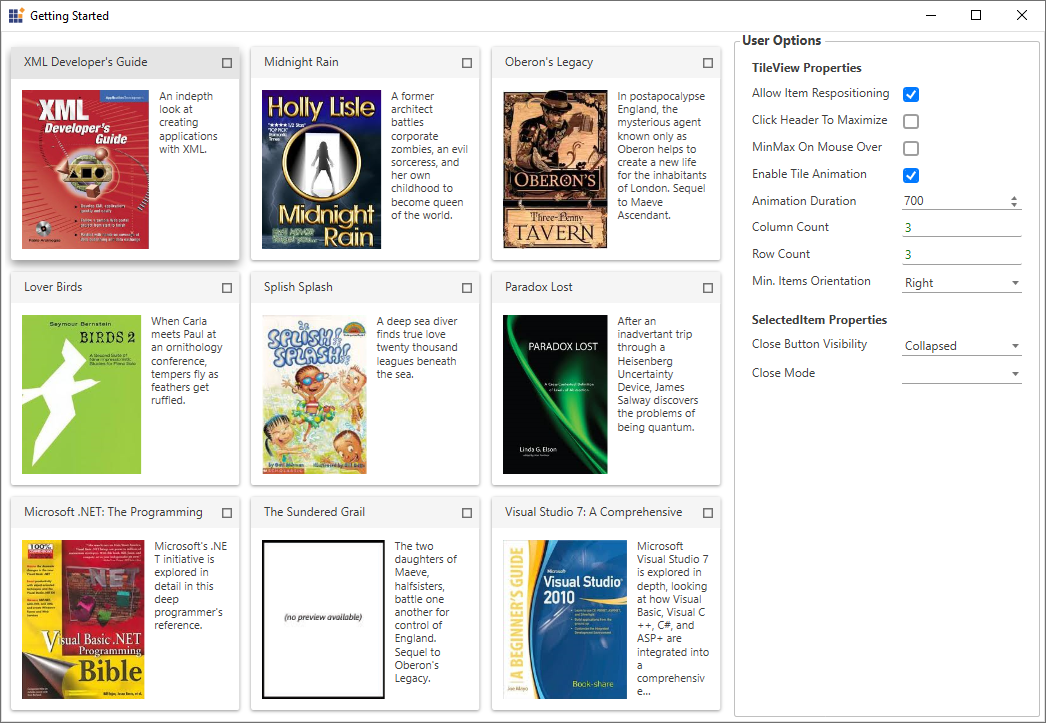 Getting Started
XML Developer's Guide
XML
Developer's
Guide
An indepth
look at
creating
applications
with XML.
Midnight Rain
Holly Lisle
Midnight
Rain
A former
architect
battles
corporate
zombies, an evil
sorceress, and
her own
childhood to
become queen
of the world.
Oberon's Legacy
OBERON'S
Three-Penny
TAVERN
In postapocalypse
England, the
mysterious agent
known only as
Oberon helps to
create a new life
for the inhabitants
of London. Sequel
to Maeve
Ascendant.
Lover Birds
Seymour Bernstein
BIRDS 2
When Carla
meets Paul at
an ornithology
conference,
tempers fly as
feathers get
ruffled.
Splish Splash
SPLISH!
SPLASH!
A deep sea diver
finds true love
twenty thousand
leagues beneath
the sea.
Paradox Lost
PARADOX LOST
Linda G. Elson
After an
inadvertant trip
through a
Heisenberg
Uncertainty
Device, James
Salway discovers
the problems of
being quantum.
Microsoft .NET: The Programming
100%
.NET
Visual Basic .NET
Programming
Bible
Microsoft's .NE
T initiative is
explored in
detail in this
deep
programmer's
reference.
The Sundered Grail
(no preview available)
The two
daughters of
Maeve,
halfsisters,
battle one
another for
control of
England.
Sequel to
Oberon's
Legacy.
Visual Studio 7: A Comprehensive
A BEGINNER'S GUIDE
Microsoft
Visual Studio
2010
Book-share
Microsoft
Visual Studio 7
is explored in
depth, looking
at how Visual
Basic, Visual C
++, C#, and
ASP+ are
integrated into
a
comprehensiv
e...
User Options
TileView Properties
Allow Item Respositioning
Click Header To Maximize
MinMax On Mouse Over
Enable Tile Animation
Animation Duration 700
Column Count 3
Row Count 3
Min. Items Orientation Right
SelectedItem Properties
Close Button Visibility Collapsed
Close Mode